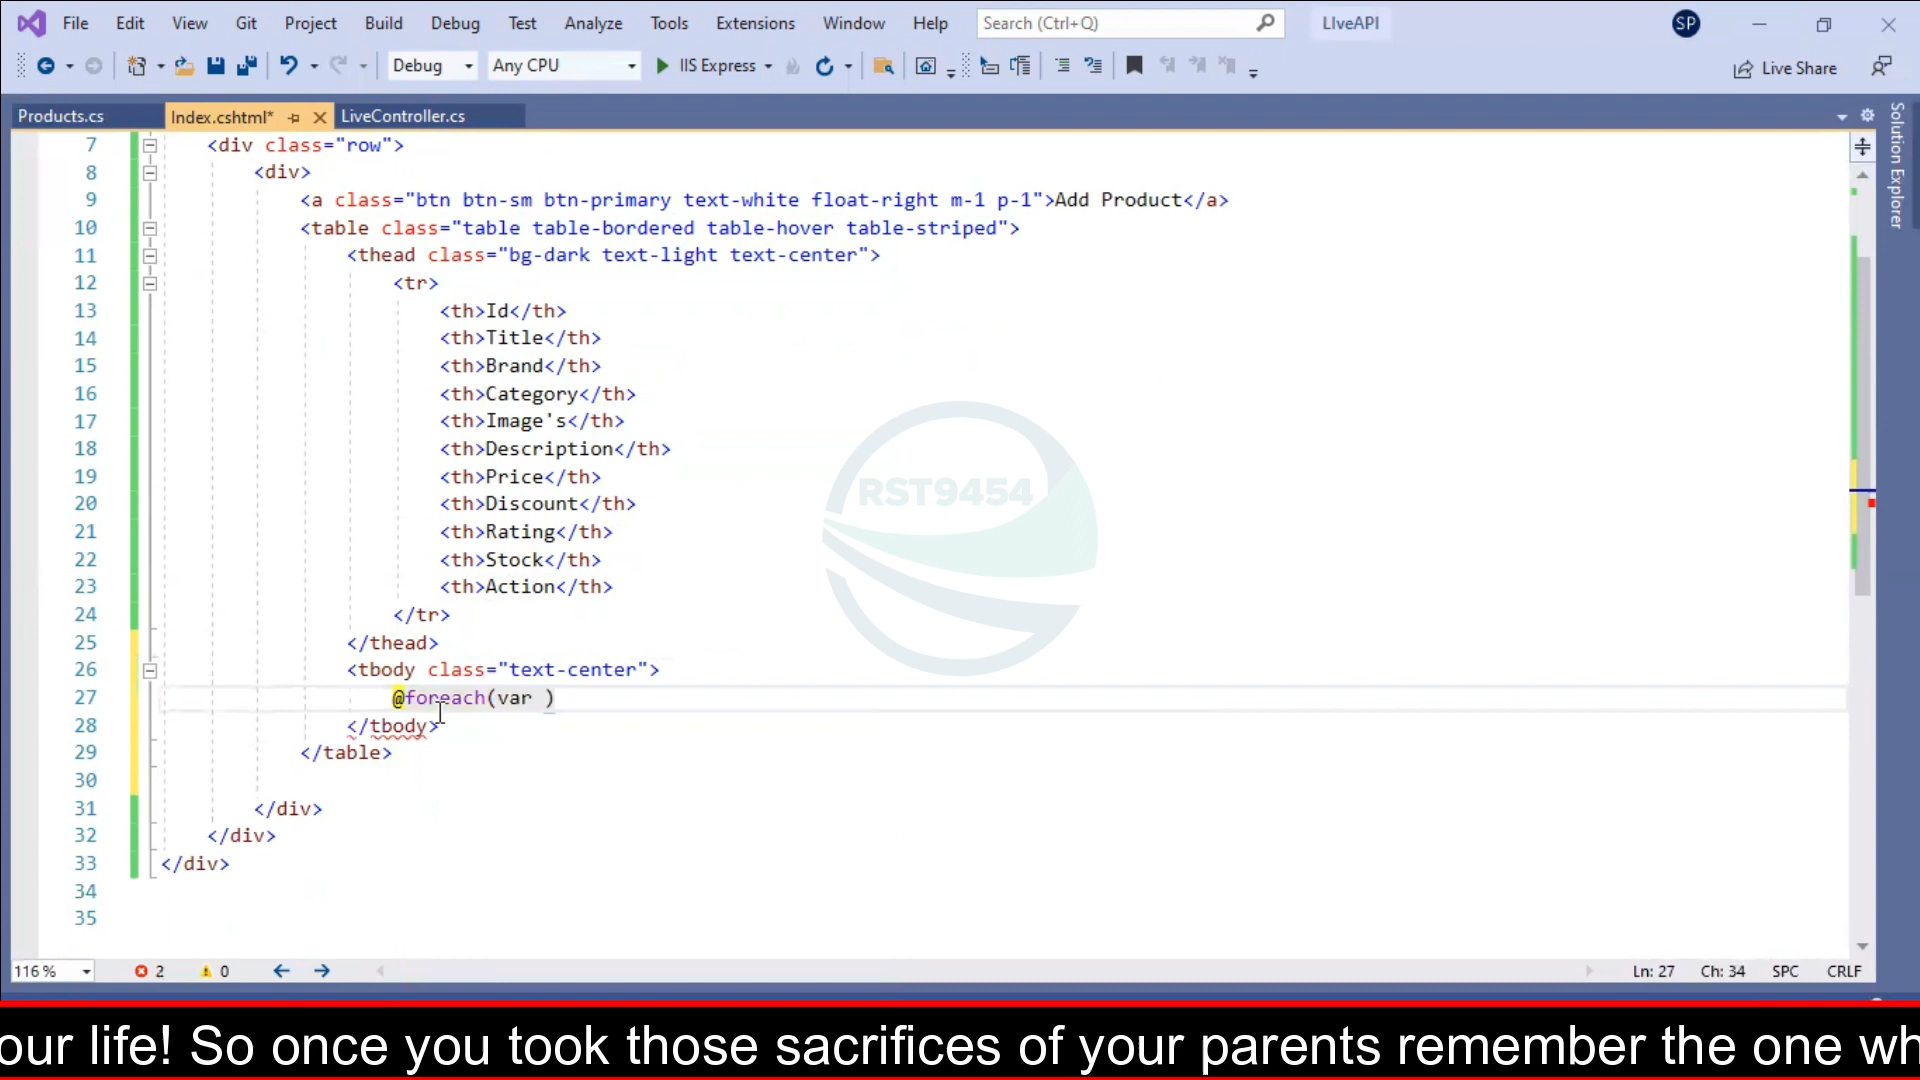 File Edit View Git Project Build Debug Test Analyze Tools Extensions Window Help Search (Ctrl+Q) LIveAPI SP
Debug Any CPU IIS Express Live Share
Products.cs Index.cshtml* LiveController.cs
Solution Explorer
7 <div class="row">
8 <div>
9 <a class="btn btn-sm btn-primary text-white float-right m-1 p-1">Add Product</a>
10 <table class="table table-bordered table-hover table-striped">
11 <thead class="bg-dark text-light text-center">
12 <tr>
13 <th>Id</th>
14 <th>Title</th>
15 <th>Brand</th>
16 <th>Category</th>
17 <th>Image's</th>
18 <th>Description</th>
19 <th>Price</th>
20 <th>Discount</th>
21 <th>Rating</th>
22 <th>Stock</th>
23 <th>Action</th>
24 </tr>
25 </thead>
26 <tbody class="text-center">
27 @foreach(var )
28 </tbody>
29 </table>
30
31 </div>
32 </div>
33 </div>
34
35
RST9454
116 % 2 0 Ln: 27 Ch: 34 SPC CRLF
our life! So once you took those sacrifices of your parents remember the one wh